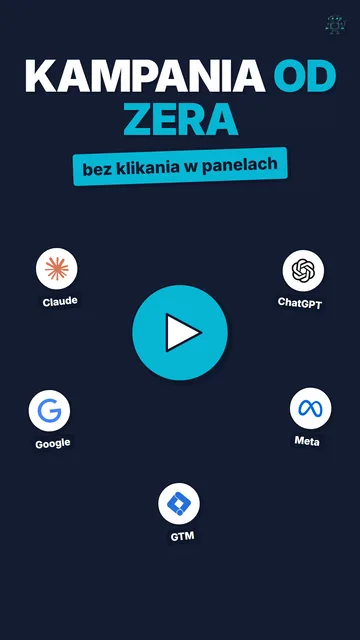 KAMPANIA OD
ZERA
bez klikania w panelach
Claude
ChatGPT
Google
Meta
GTM